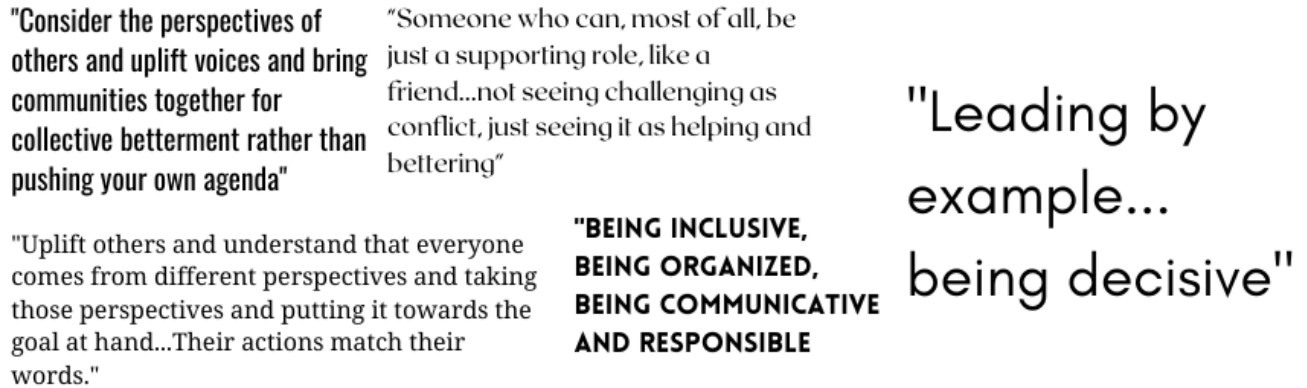 "Consider the perspectives of
others and uplift voices and bring
communities together for
collective betterment rather than
pushing your own agenda"
"Someone who can, most of all, be
just a supporting role, like a
friend...not seeing challenging as
conflict, just seeing it as helping and
bettering"
"Leading by
example...
being decisive"
"Uplift others and understand that everyone
comes from different perspectives and taking
those perspectives and putting it towards the
goal at hand...Their actions match their
words."
"BEING INCLUSIVE,
BEING ORGANIZED,
BEING COMMUNICATIVE
AND RESPONSIBLE